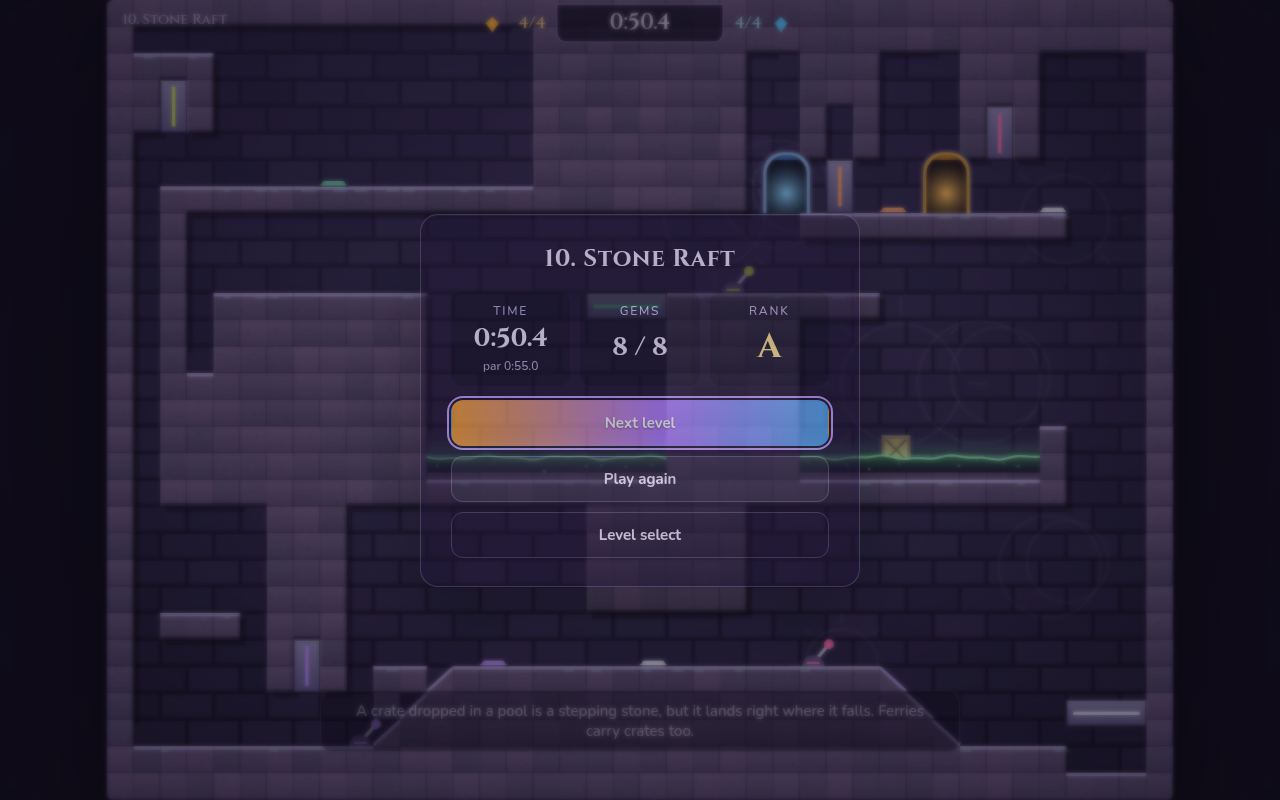 10. Stone Raft
4/4
0:50.4
4/4
10. Stone Raft
TIME
0:50.4
par 0:55.0
GEMS
8 / 8
RANK
A
Next level
Play again
Level select
A crate dropped in a pool is a stepping stone, but it lands right where it falls. Ferries
carry crates too.